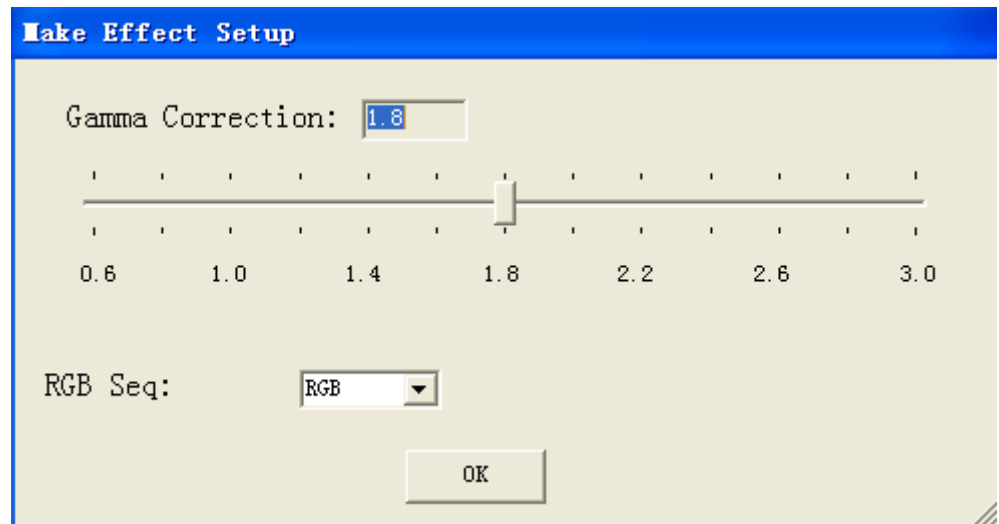 Make Effect Setup
Gamma Correction: 1.8
0.6 1.0 1.4 1.8 2.2 2.6 3.0
RGB Seq: RGB
OK